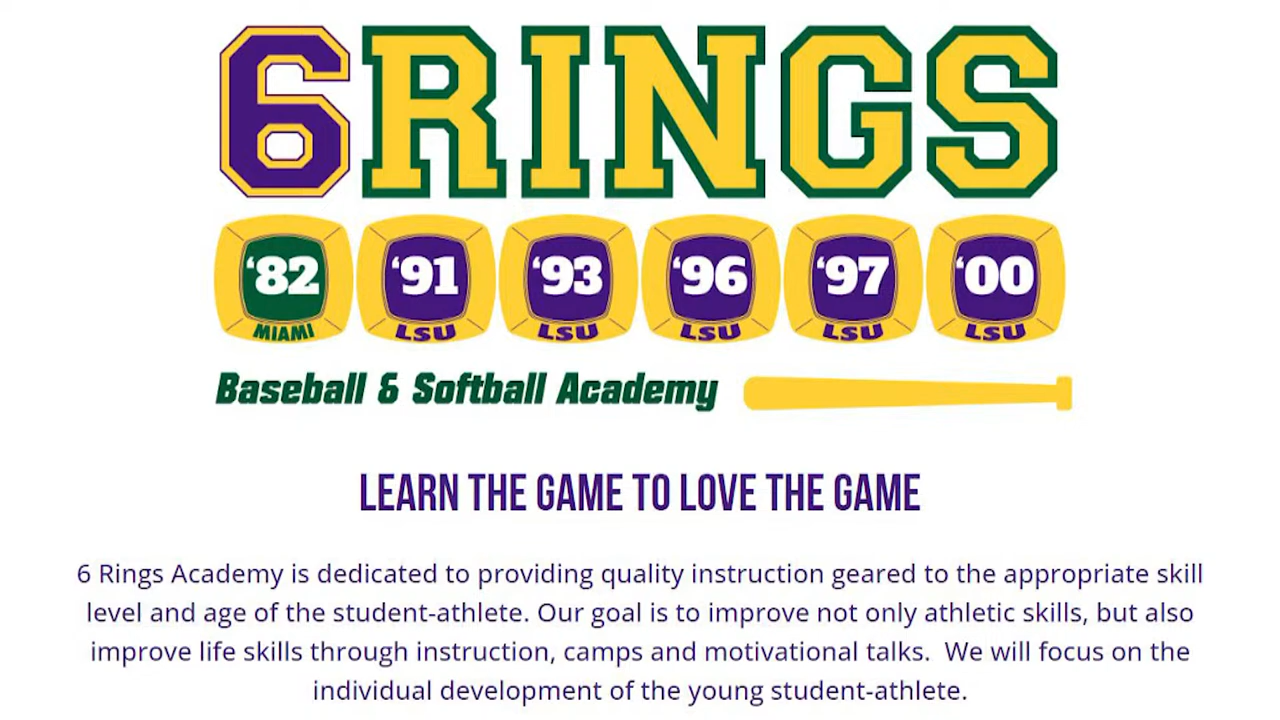 6RINGS
‘82 ‘91 ‘93 ‘96 ‘97 ‘00
MIAMI LSU LSU LSU LSU LSU
Baseball & Softball Academy
LEARN THE GAME TO LOVE THE GAME
6 Rings Academy is dedicated to providing quality instruction geared to the appropriate skill
level and age of the student-athlete. Our goal is to improve not only athletic skills, but also
improve life skills through instruction, camps and motivational talks.  We will focus on the
individual development of the young student-athlete.